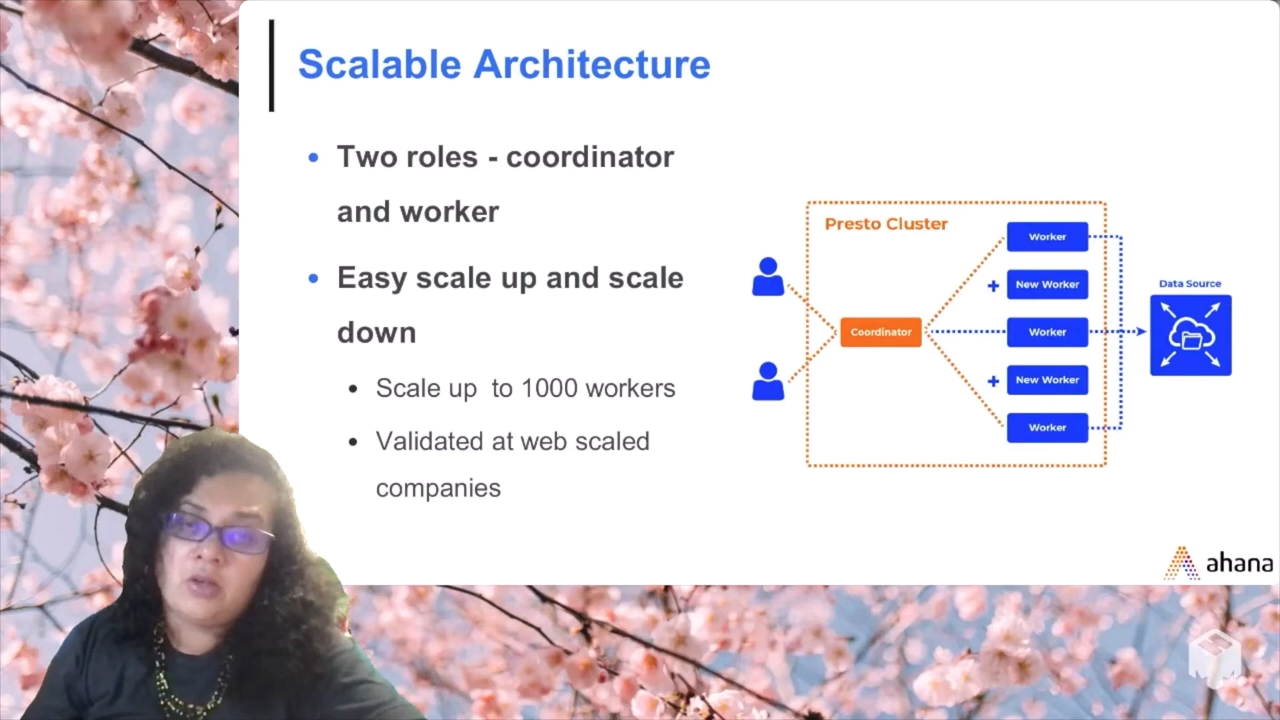 Scalable Architecture
Two roles - coordinator
and worker
Easy scale up and scale
down
Scale up to 1000 workers
Validated at web scaled
companies
Presto Cluster
Coordinator
Worker
+ New Worker
Worker
+ New Worker
Worker
Data Source
ahana